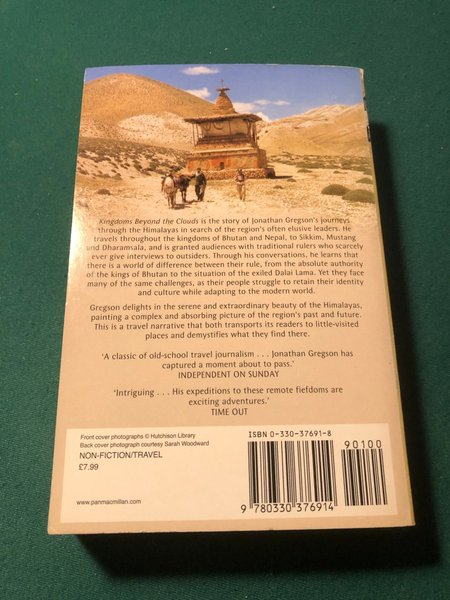 Kingdoms Beyond the Clouds is the story of Jonathan Gregson's journeys
through the Himalayas in search of the region's often elusive leaders. He
travels throughout the kingdoms of Bhutan and Nepal, to Sikkim, Mustang
and Dharamsala, and is granted audiences with traditional rulers who scarcely
ever give interviews to outsiders. Through his conversations, he learns that
there is a world of difference between their rule, from the absolute authority
of the kings of Bhutan to the situation of the exiled Dalai Lama. Yet they face
many of the same challenges, as their people struggle to retain their identity
and culture while adapting to the modern world.
Gregson delights in the serene and extraordinary beauty of the Himalayas,
painting a complex and absorbing picture of the region's past and future.
This is a travel narrative that both transports its readers to little-visited
places and demystifies what they find there.
'A classic of old-school travel journalism . . . Jonathan Gregson has
captured a moment about to pass.'
INDEPENDENT ON SUNDAY
'Intriguing . . . His expeditions to these remote fiefdoms are
exciting adventures.'
TIME OUT
Front cover photographs © Hutchison Library
Back cover photograph courtesy Sarah Woodward
NON-FICTION/TRAVEL
£7.99
www.panmacmillan.com
ISBN 0-330-37691-8
90100
9 780330 376914